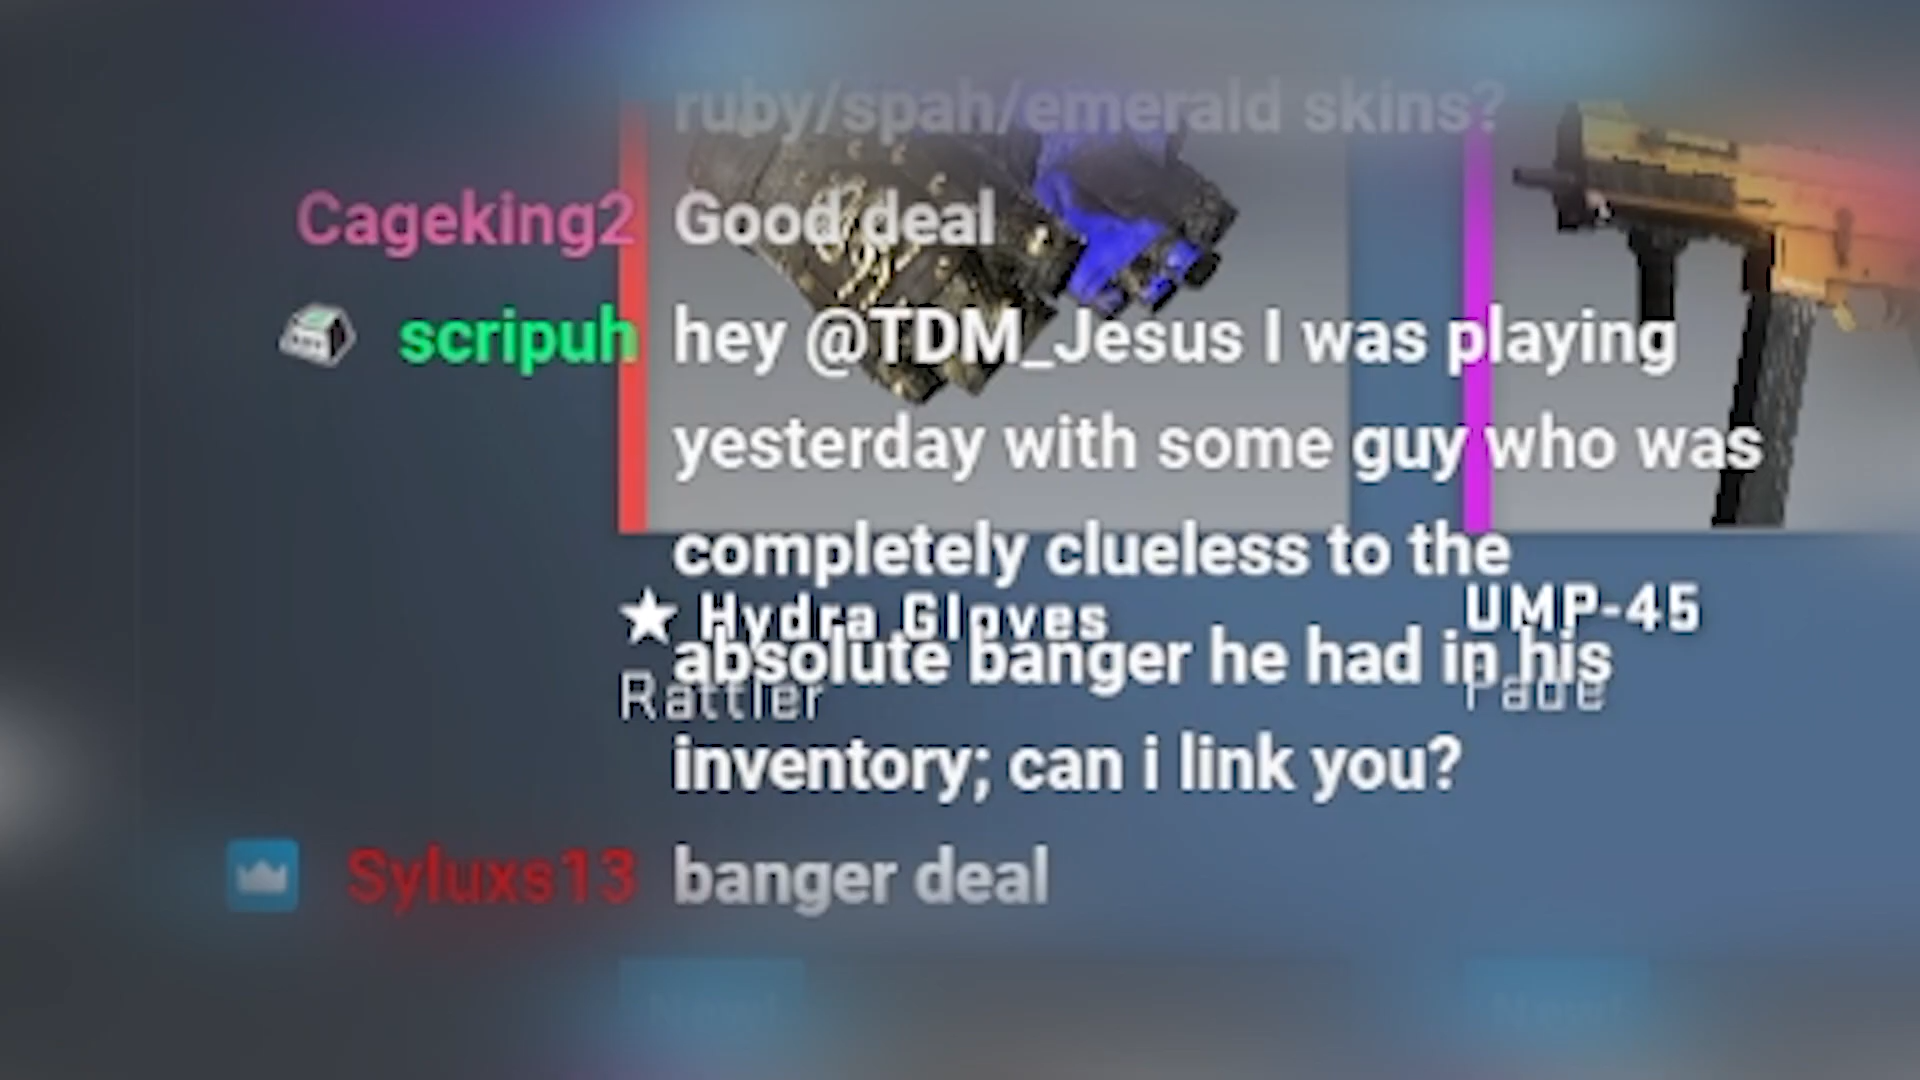 ruby/spah/emerald skins?
Cageking2 Good deal
scripuh hey @TDM_Jesus I was playing
yesterday with some guy who was
completely clueless to the
★ Hydra Gloves UMP-45
absolute banger he had in his
Rattler Fade
inventory; can i link you?
Syluxs13 banger deal
New! New!